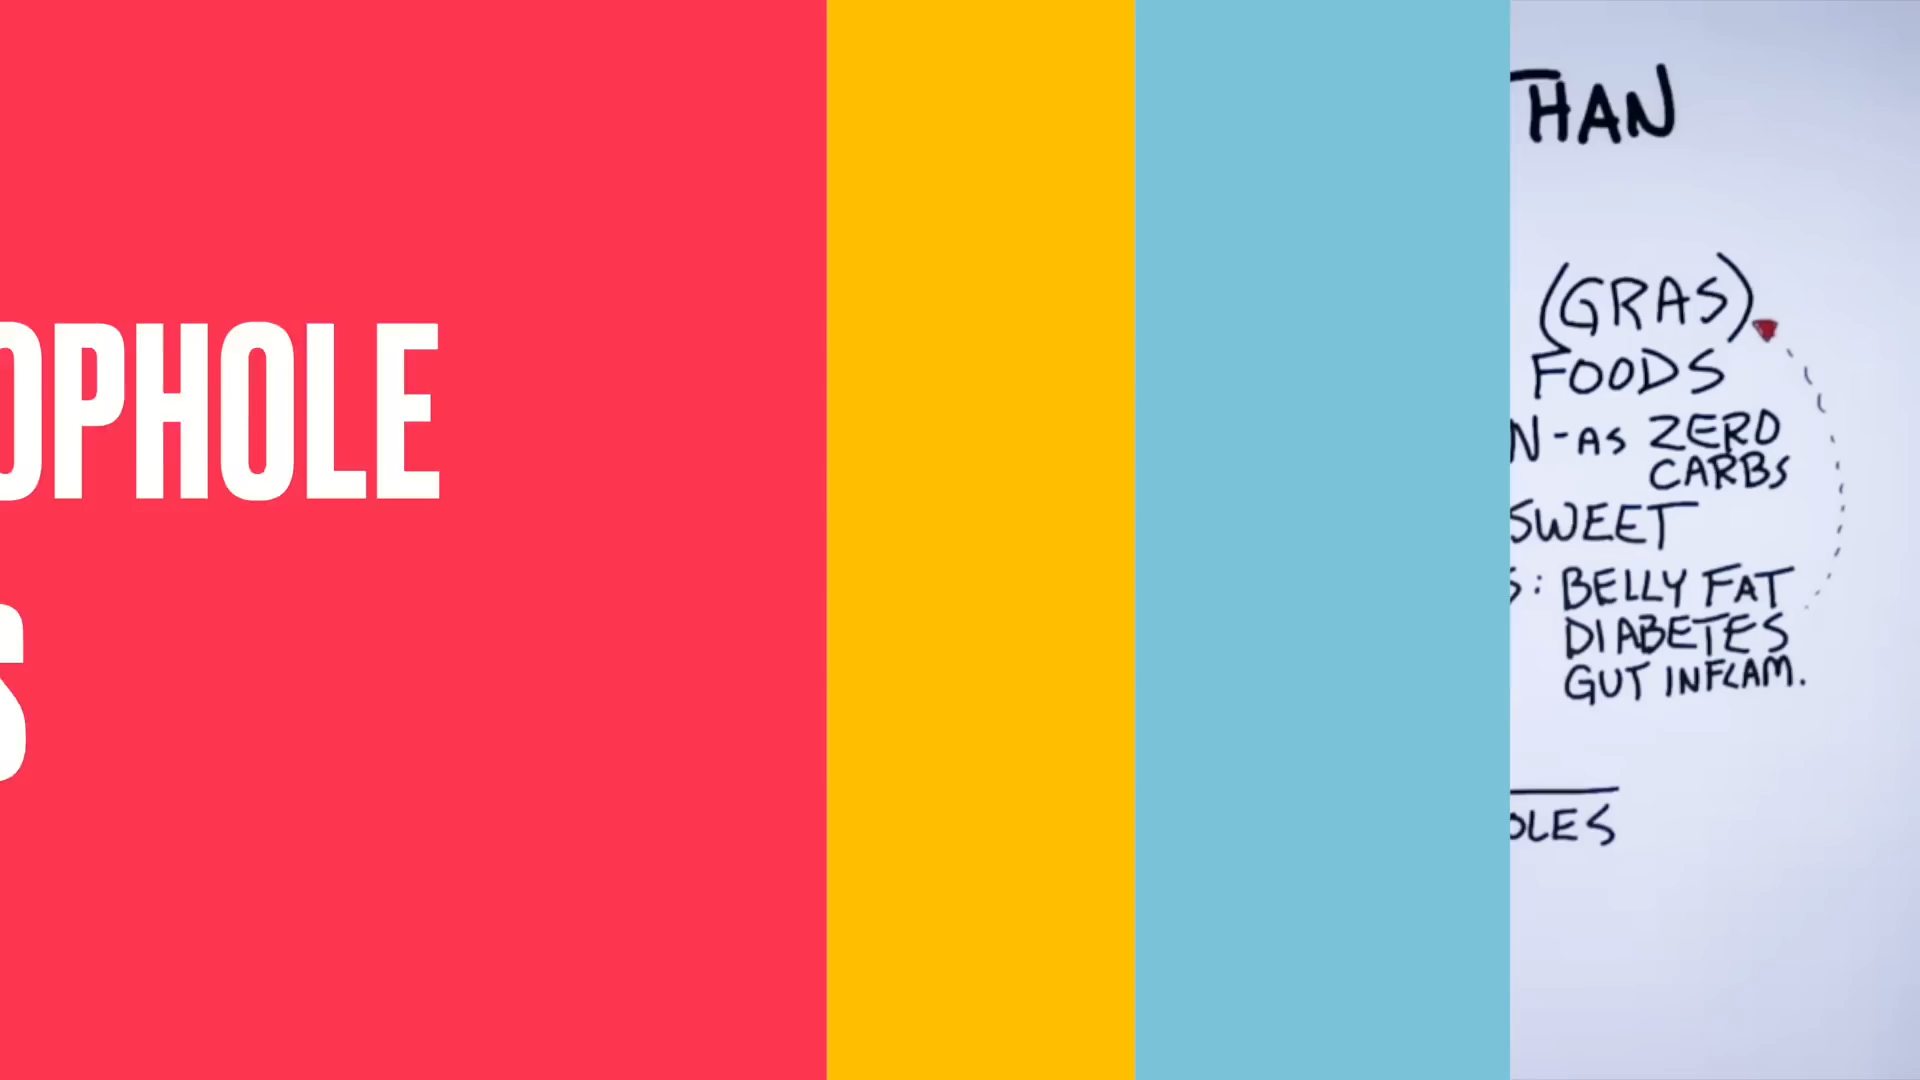 OPHOLE
S
THAN
(GRAS)
FOODS
N-AS ZERO
CARBS
SWEET
S: BELLY FAT
DIABETES
GUT INFLAM.
OLES